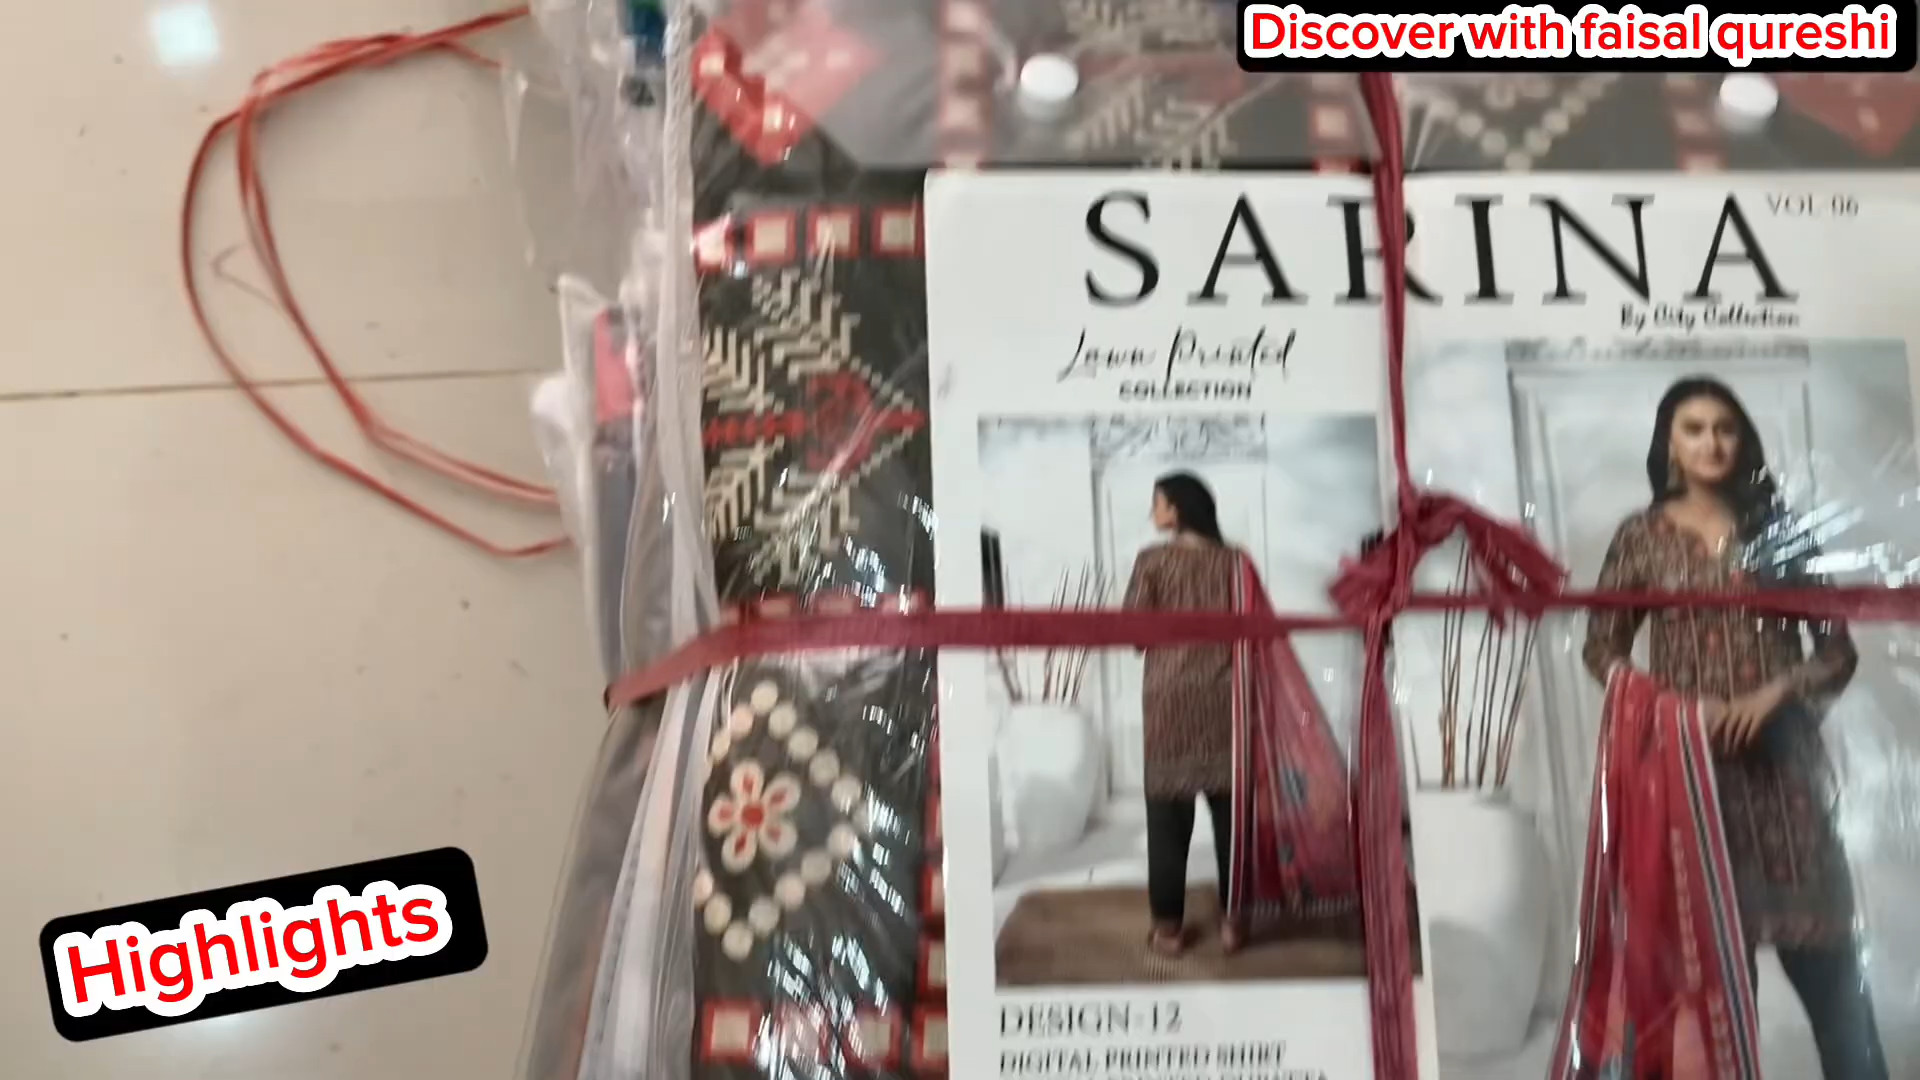 Discover with faisal qureshi
SARINA
VOL-06
By City Collection
Lawn Printed
COLLECTION
Highlights
DESIGN-12
DIGITAL PRINTED SHIRT